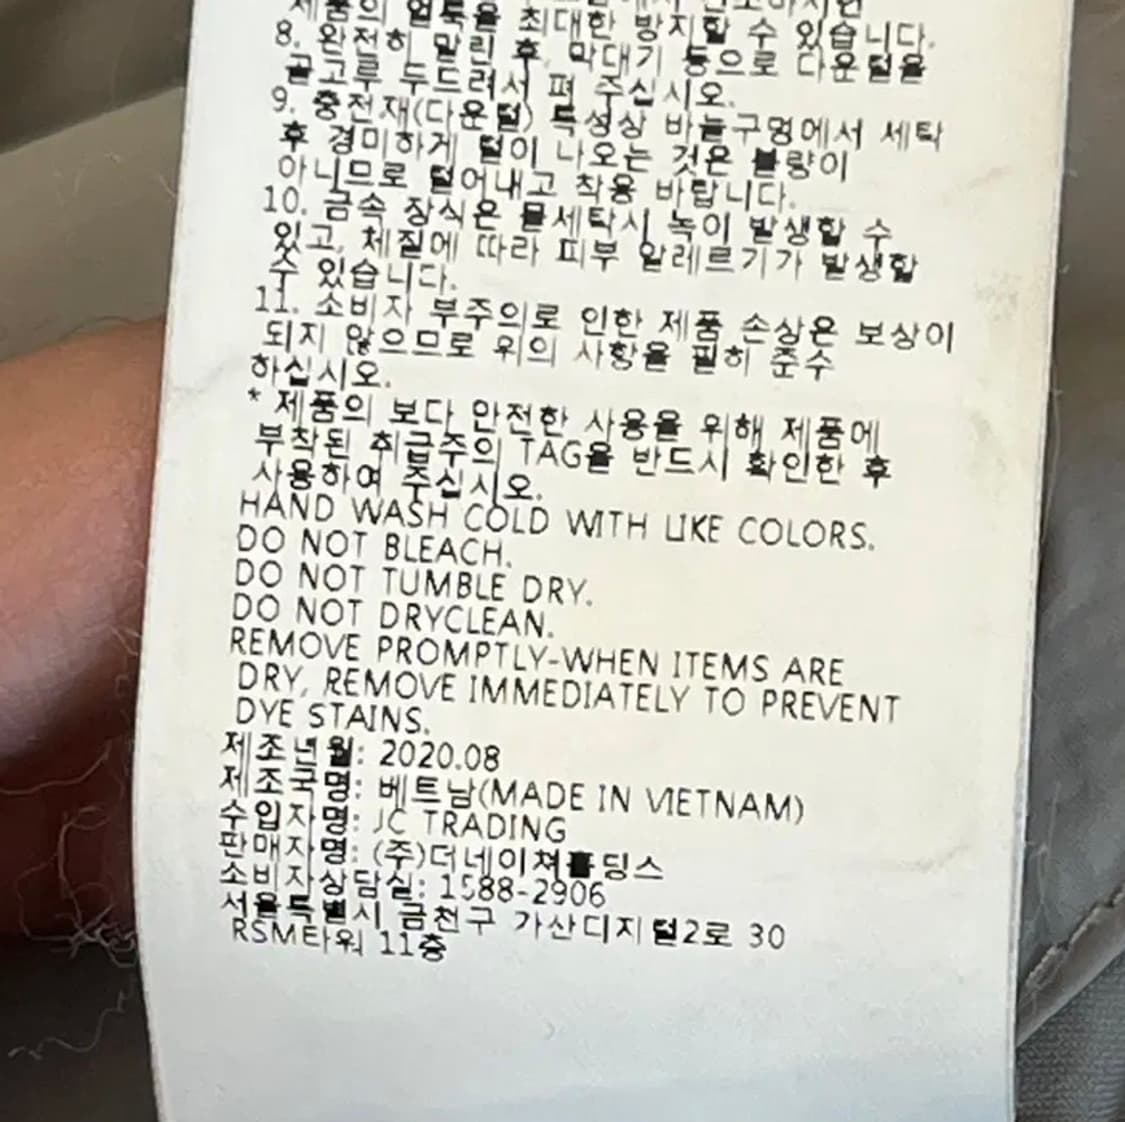 제품의 얼룩을 최대한 방지할 수 있습니다.
8. 완전히 말린 후, 막대기 등으로 다운털을
골고루 두드려서 펴 주십시오.
9. 충전재(다운털) 특성상 바늘구멍에서 세탁
후 경미하게 털이 나오는 것은 불량이
아니므로 털어내고 착용 바랍니다.
10. 금속 장식은 물세탁시 녹이 발생할 수
있고, 체질에 따라 피부 알레르기가 발생할
수 있습니다.
11. 소비자 부주의로 인한 제품 손상은 보상이
되지 않으므로 위의 사항을 필히 준수
하십시오.
* 제품의 보다 안전한 사용을 위해 제품에
부착된 취급주의 TAG을 반드시 확인한 후
사용하여 주십시오.
HAND WASH COLD WITH LIKE COLORS.
DO NOT BLEACH.
DO NOT TUMBLE DRY.
DO NOT DRYCLEAN.
REMOVE PROMPTLY-WHEN ITEMS ARE
DRY, REMOVE IMMEDIATELY TO PREVENT
DYE STAINS.
제조년월: 2020.08
제조국명: 베트남(MADE IN VIETNAM)
수입자명: JC TRADING
판매자명: (주)더네이쳐홀딩스
소비자상담실: 1588-2906
서울특별시 금천구 가산디지털2로 30
RSM타워 11층